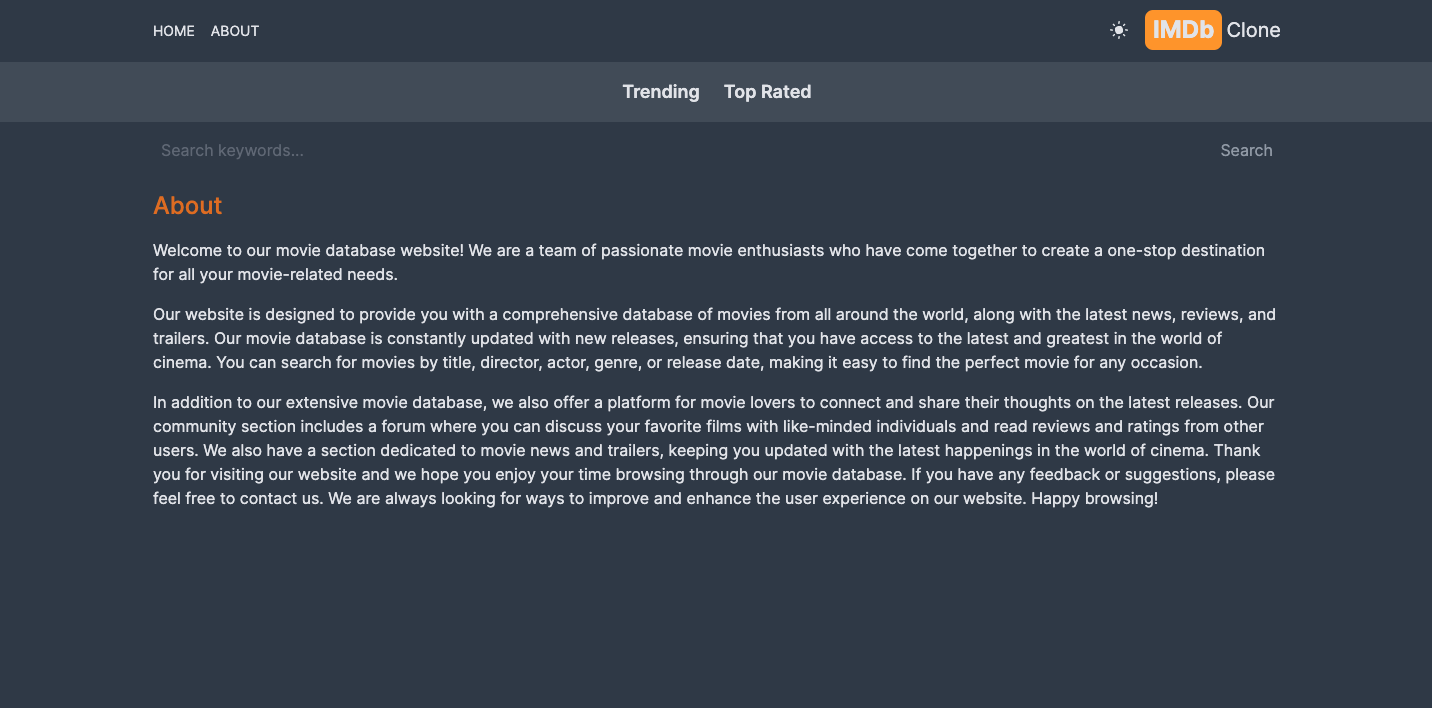 HOME ABOUT IMDb Clone
Trending Top Rated
Search keywords... Search
About
Welcome to our movie database website! We are a team of passionate movie enthusiasts who have come together to create a one-stop destination
for all your movie-related needs.
Our website is designed to provide you with a comprehensive database of movies from all around the world, along with the latest news, reviews, and
trailers. Our movie database is constantly updated with new releases, ensuring that you have access to the latest and greatest in the world of
cinema. You can search for movies by title, director, actor, genre, or release date, making it easy to find the perfect movie for any occasion.
In addition to our extensive movie database, we also offer a platform for movie lovers to connect and share their thoughts on the latest releases. Our
community section includes a forum where you can discuss your favorite films with like-minded individuals and read reviews and ratings from other
users. We also have a section dedicated to movie news and trailers, keeping you updated with the latest happenings in the world of cinema. Thank
you for visiting our website and we hope you enjoy your time browsing through our movie database. If you have any feedback or suggestions, please
feel free to contact us. We are always looking for ways to improve and enhance the user experience on our website. Happy browsing!